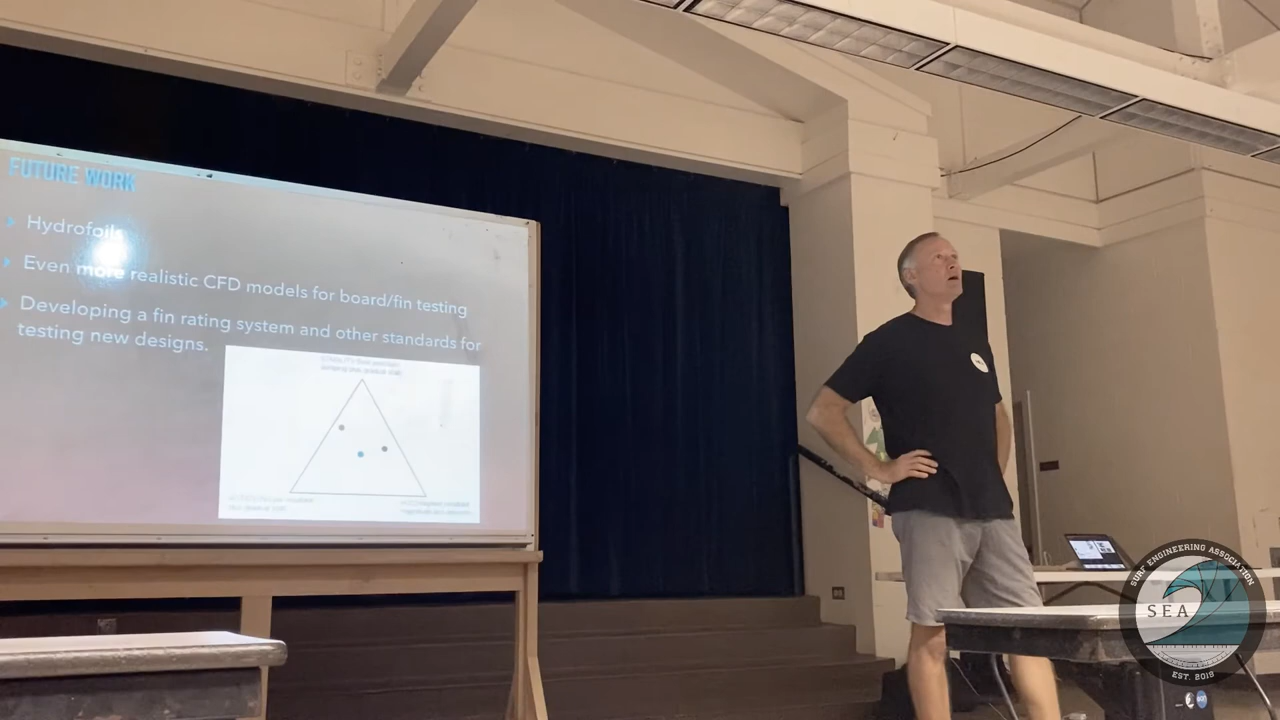 FUTURE WORK
Hydrofoils
Even more realistic CFD models for board/fin testing
Developing a fin rating system and other standards for
testing new designs.
SURF ENGINEERING ASSOCIATION
SEA
EST. 2018